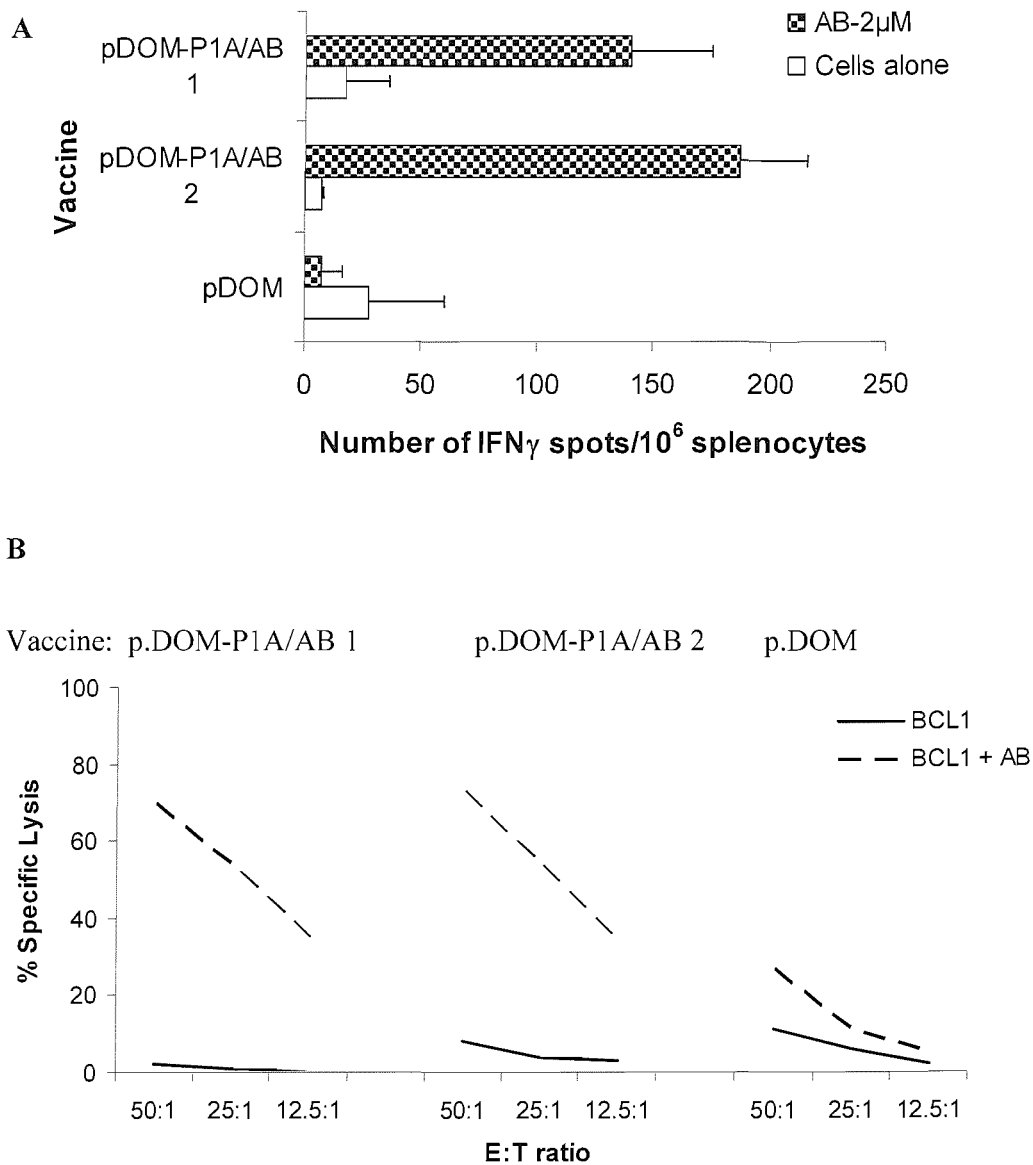 A
pDOM-P1A/AB
1
pDOM-P1A/AB
2
pDOM
Vaccine
AB-2µM
Cells alone
0 50 100 150 200 250
Number of IFNγ spots/10⁶ splenocytes
B
Vaccine: p.DOM-P1A/AB 1 p.DOM-P1A/AB 2 p.DOM
BCL1
BCL1 + AB
100
80
60
40
20
0
% Specific Lysis
50:1 25:1 12.5:1 50:1 25:1 12.5:1 50:1 25:1 12.5:1
E:T ratio